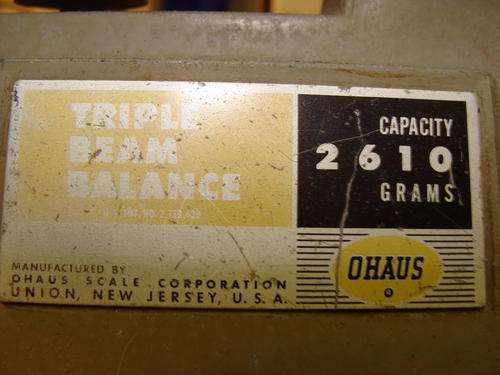 TRIPLE
BEAM
BALANCE
CAPACITY
2610
GRAMS
MANUFACTURED BY
OHAUS SCALE CORPORATION
UNION, NEW JERSEY, U.S.A.
OHAUS
®